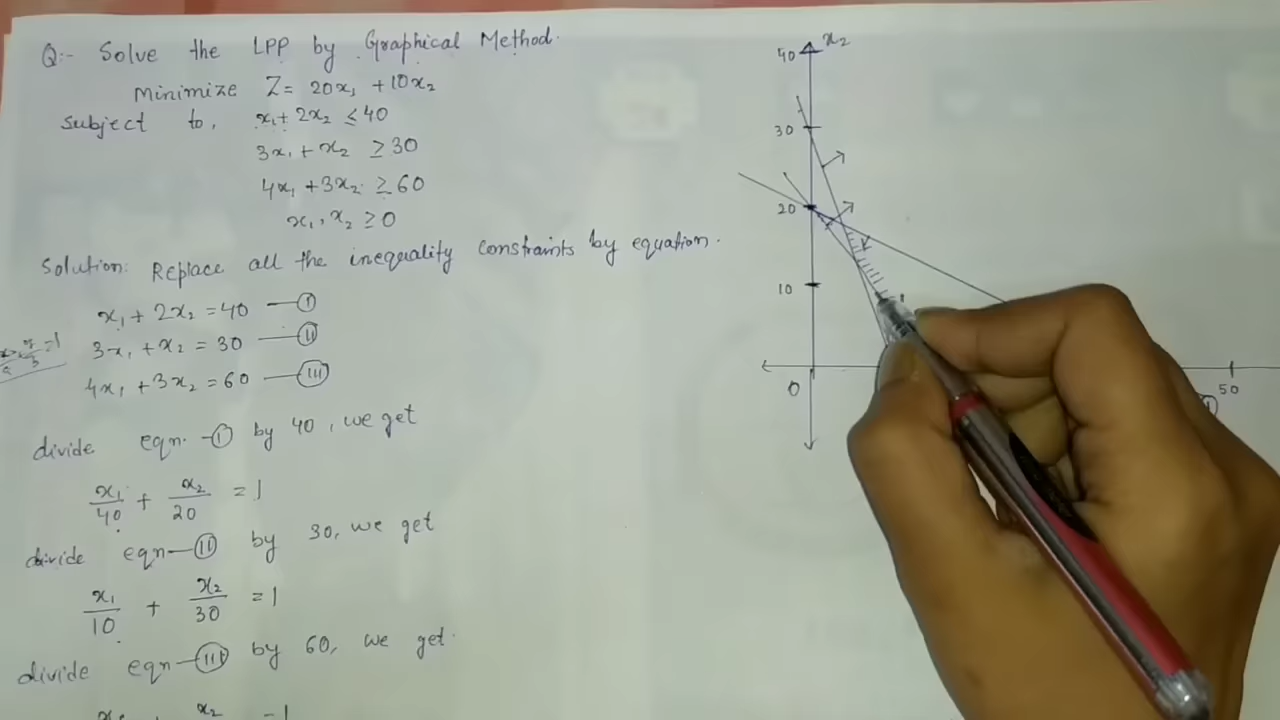 Q:- Solve the LPP by Graphical Method.
Minimize Z = 20x₁ + 10x₂
Subject to, x₁ + 2x₂ ≤ 40
3x₁ + x₂ ≥ 30
4x₁ + 3x₂ ≥ 60
x₁, x₂ ≥ 0
Solution: Replace all the inequality constraints by equation.
x₁ + 2x₂ = 40 —(I)
3x₁ + x₂ = 30 —(II)
4x₁ + 3x₂ = 60 —(III)
divide eqn. -(I) by 40, we get
x₁/40 + x₂/20 = 1
divide eqn—(II) by 30, we get
x₁/10 + x₂/30 = 1
divide eqn—(III) by 60, we get.
x₂ = 1
x₂
40
30
20
10
0
50